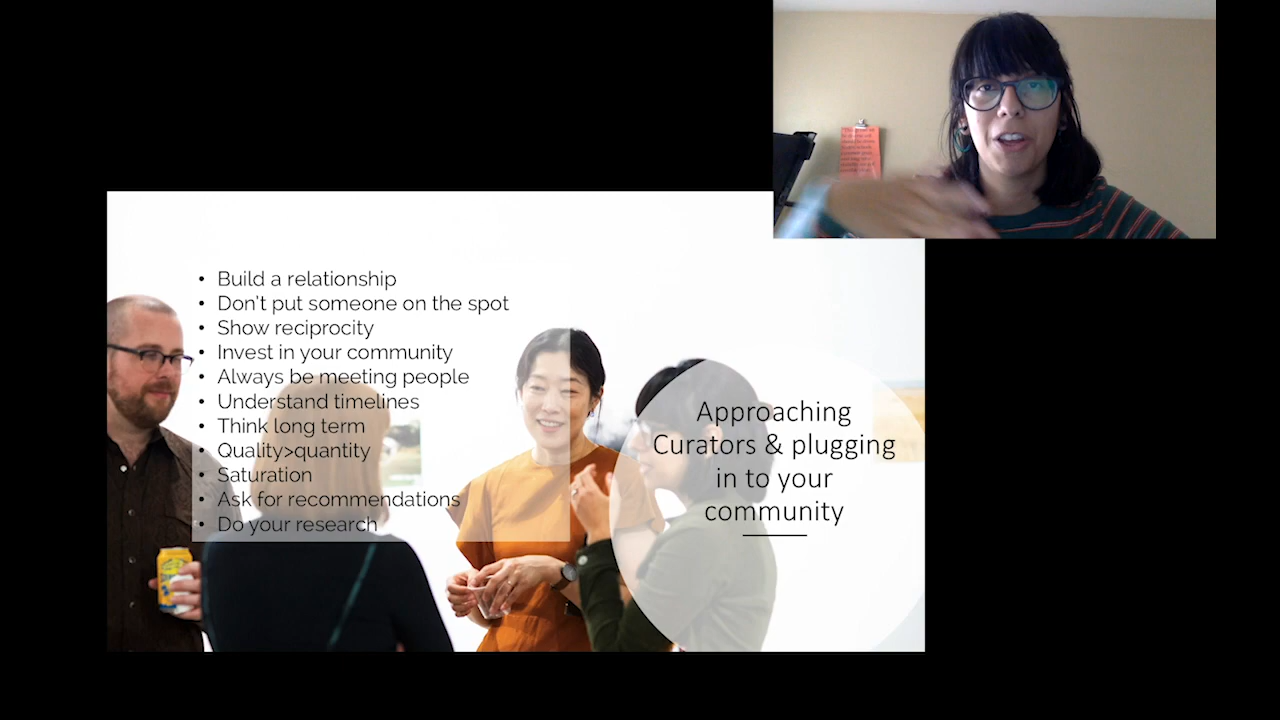 • Build a relationship
• Don't put someone on the spot
• Show reciprocity
• Invest in your community
• Always be meeting people
• Understand timelines
• Think long term
• Quality>quantity
• Saturation
• Ask for recommendations
• Do your research
Approaching
Curators & plugging
in to your
community